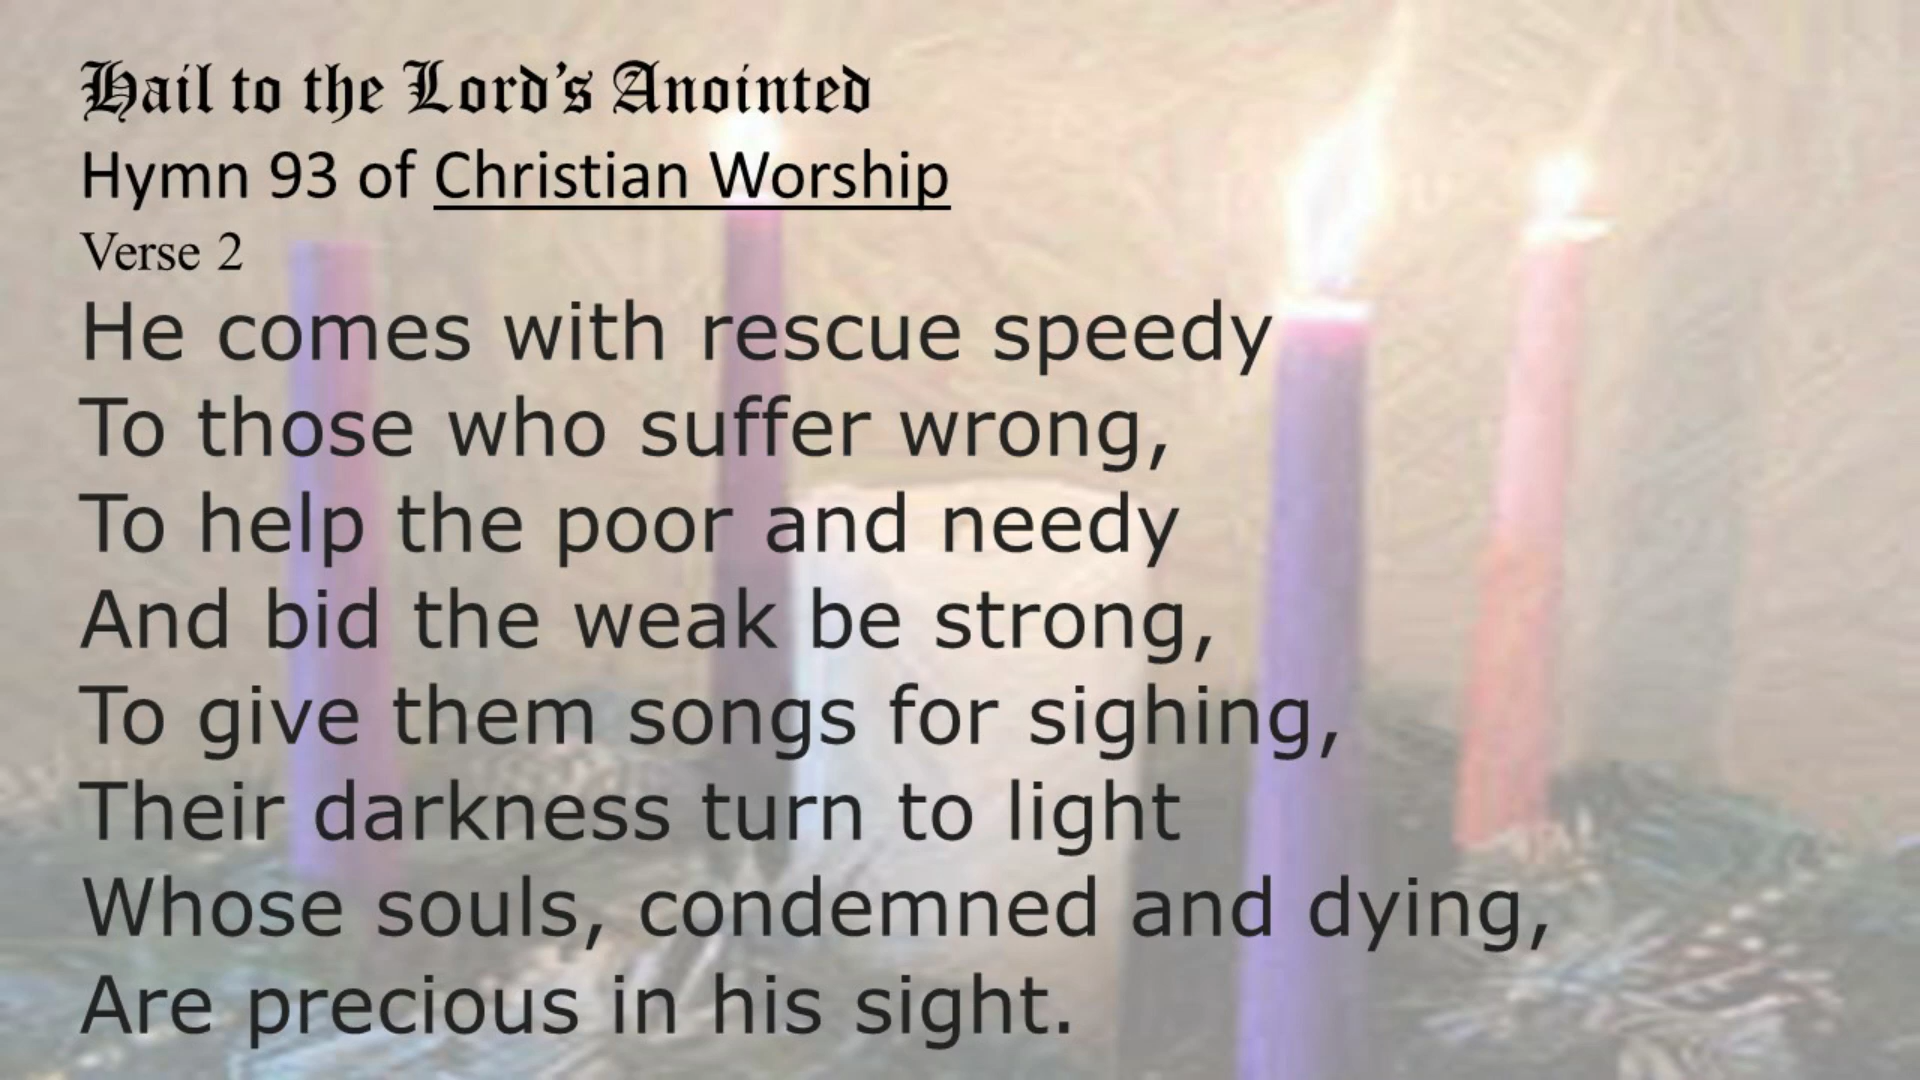 Hail to the Lord's Anointed
Hymn 93 of Christian Worship
Verse 2
He comes with rescue speedy
To those who suffer wrong,
To help the poor and needy
And bid the weak be strong,
To give them songs for sighing,
Their darkness turn to light
Whose souls, condemned and dying,
Are precious in his sight.